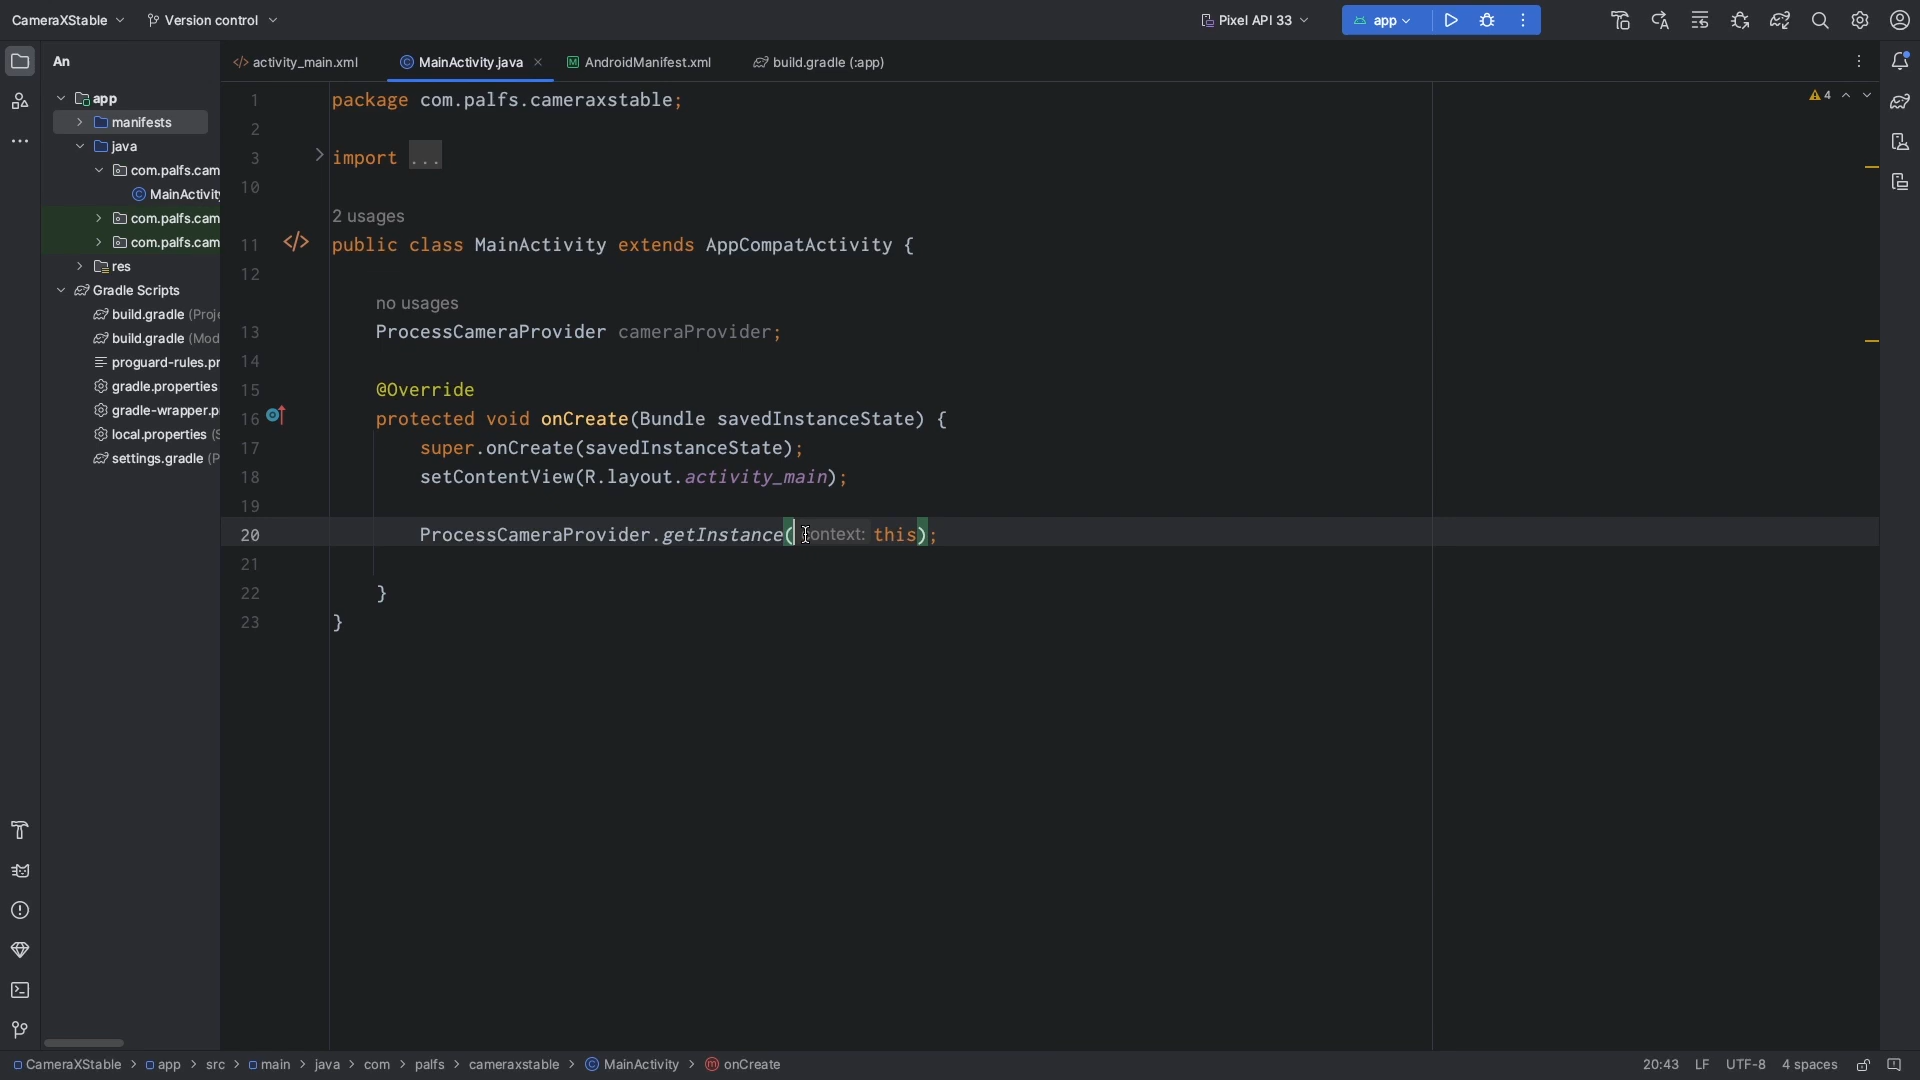 CameraXStable
Version control
Pixel API 33
app
An
activity_main.xml
MainActivity.java
AndroidManifest.xml
build.gradle (:app)
4
app
manifests
java
com.palfs.cam
MainActivity
com.palfs.cam
com.palfs.cam
res
Gradle Scripts
build.gradle (Proje
build.gradle (Mod
proguard-rules.pr
gradle.properties
gradle-wrapper.p
local.properties (S
settings.gradle (P
1 package com.palfs.cameraxstable;
2
3 import ...
10
2 usages
11 </> public class MainActivity extends AppCompatActivity {
12
no usages
13 ProcessCameraProvider cameraProvider;
14
15 @Override
16 protected void onCreate(Bundle savedInstanceState) {
17 super.onCreate(savedInstanceState);
18 setContentView(R.layout.activity_main);
19
20 ProcessCameraProvider.getInstance( context: this);
21
22 }
23 }
CameraXStable > app > src > main > java > com > palfs > cameraxstable > MainActivity > onCreate
20:43 LF UTF-8 4 spaces